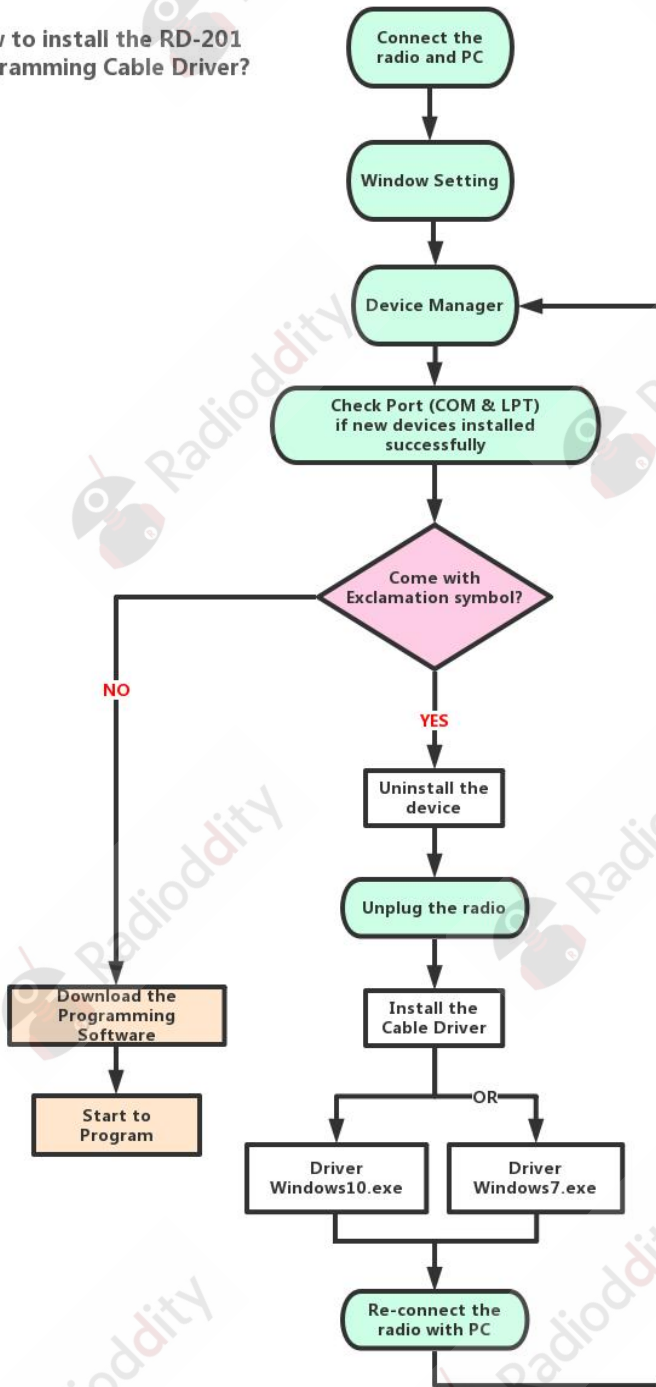 to install the RD-201
Cable Driver?
Connect the
radio and PC
Window Setting
Device Manager
Check Port (COM & LPT)
if new devices installed
successfully
Come with
Exclamation symbol?
NO
YES
Uninstall the
device
Unplug the radio
Download the
Programming
Software
Install the
Cable Driver
Start to
Program
OR
Driver
Windows10.exe
Driver
Windows7.exe
Re-connect the
radio with PC
Radioddity
Radioddity